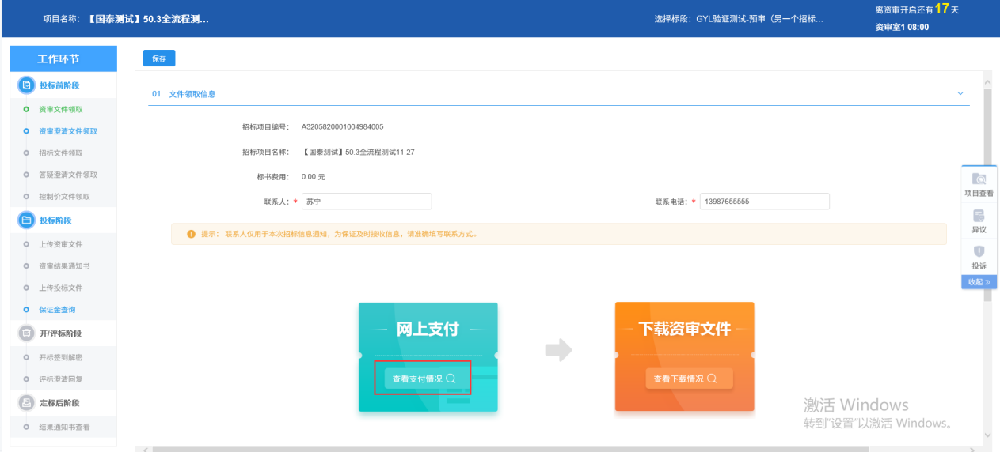 项目名称： 【国泰测试】50.3全流程测...
选择标段： GYL验证测试-预审（另一个招标...
离资审开启还有17天
资审室1 08:00
工作环节
投标前阶段
资审文件领取
资审澄清文件领取
招标文件领取
答疑澄清文件领取
控制价文件领取
投标阶段
上传资审文件
资审结果通知书
上传投标文件
保证金查询
开/评标阶段
开标签到解密
评标澄清回复
定标后阶段
结果通知书查看
保存
01 文件领取信息
招标项目编号： A3205820001004984005
招标项目名称： 【国泰测试】50.3全流程测试11-27
标书费用： 0.00 元
联系人：* 苏宁
联系电话：* 13987655555
提示： 联系人仅用于本次招标信息通知，为保证及时接收信息，请准确填写联系方式。
网上支付
查看支付情况
下载资审文件
查看下载情况
项目查看
异议
投诉
收起 »
激活 Windows
转到"设置"以激活 Windows。